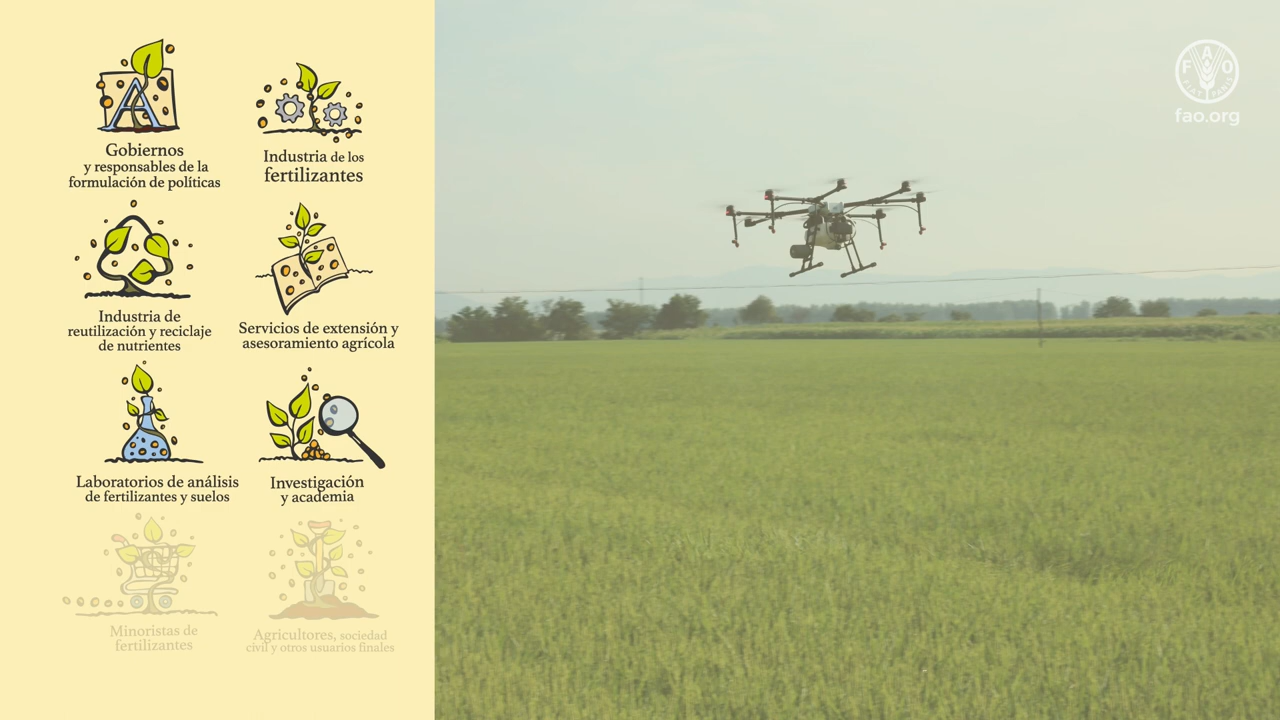 Gobiernos
y responsables de la
formulación de políticas
Industria de los
fertilizantes
Industria de
reutilización y reciclaje
de nutrientes
Servicios de extensión y
asesoramiento agrícola
Laboratorios de análisis
de fertilizantes y suelos
Investigación
y academia
Minoristas de
fertilizantes
Agricultores, sociedad
civil y otros usuarios finales
F A O
FIAT PANIS
fao.org